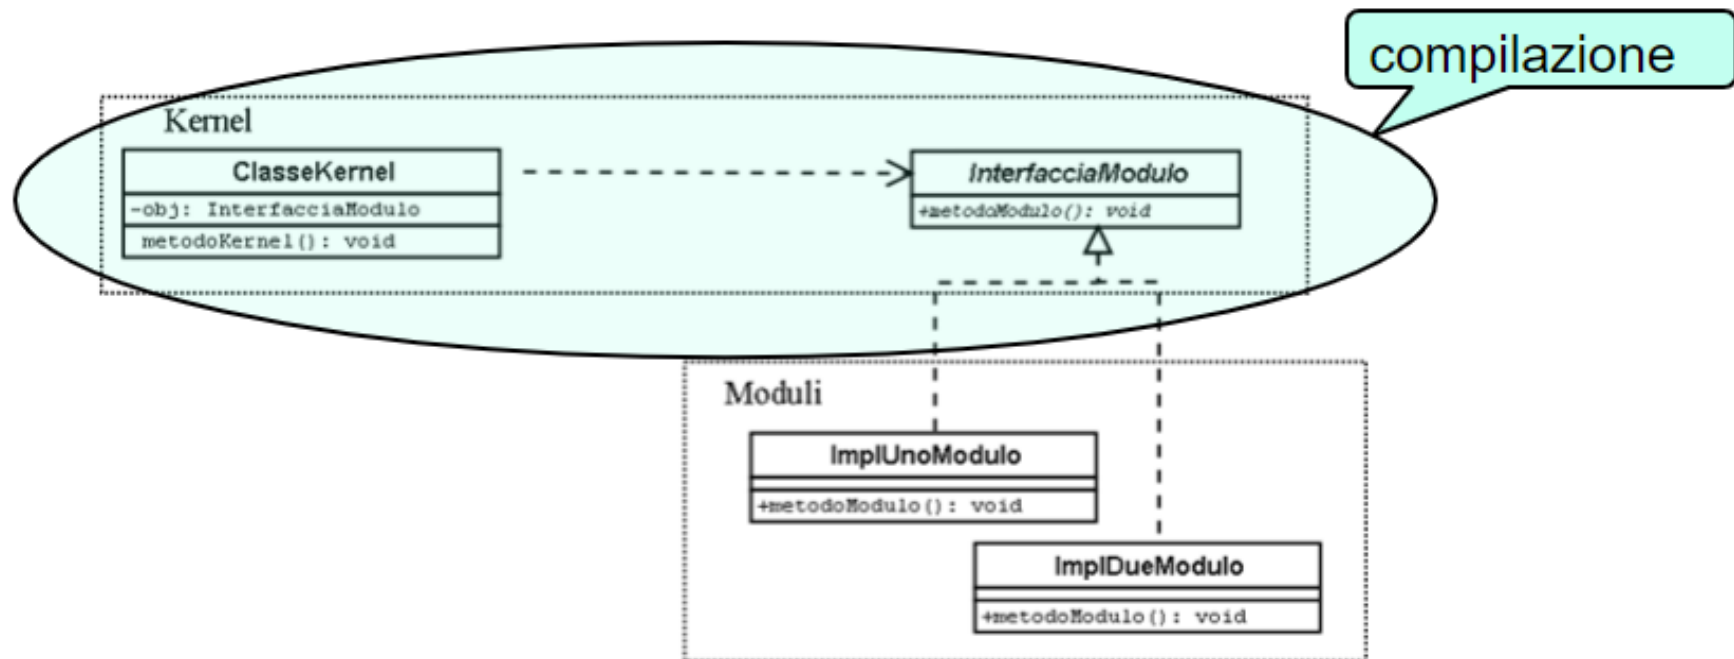 compilazione
Kernel
ClasseKernel
-obj: InterfacciaModulo
metodoKernel(): void
InterfacciaModulo
+metodoModulo(): void
Moduli
ImplUnoModulo
+metodoModulo(): void
ImplDueModulo
+metodoModulo(): void